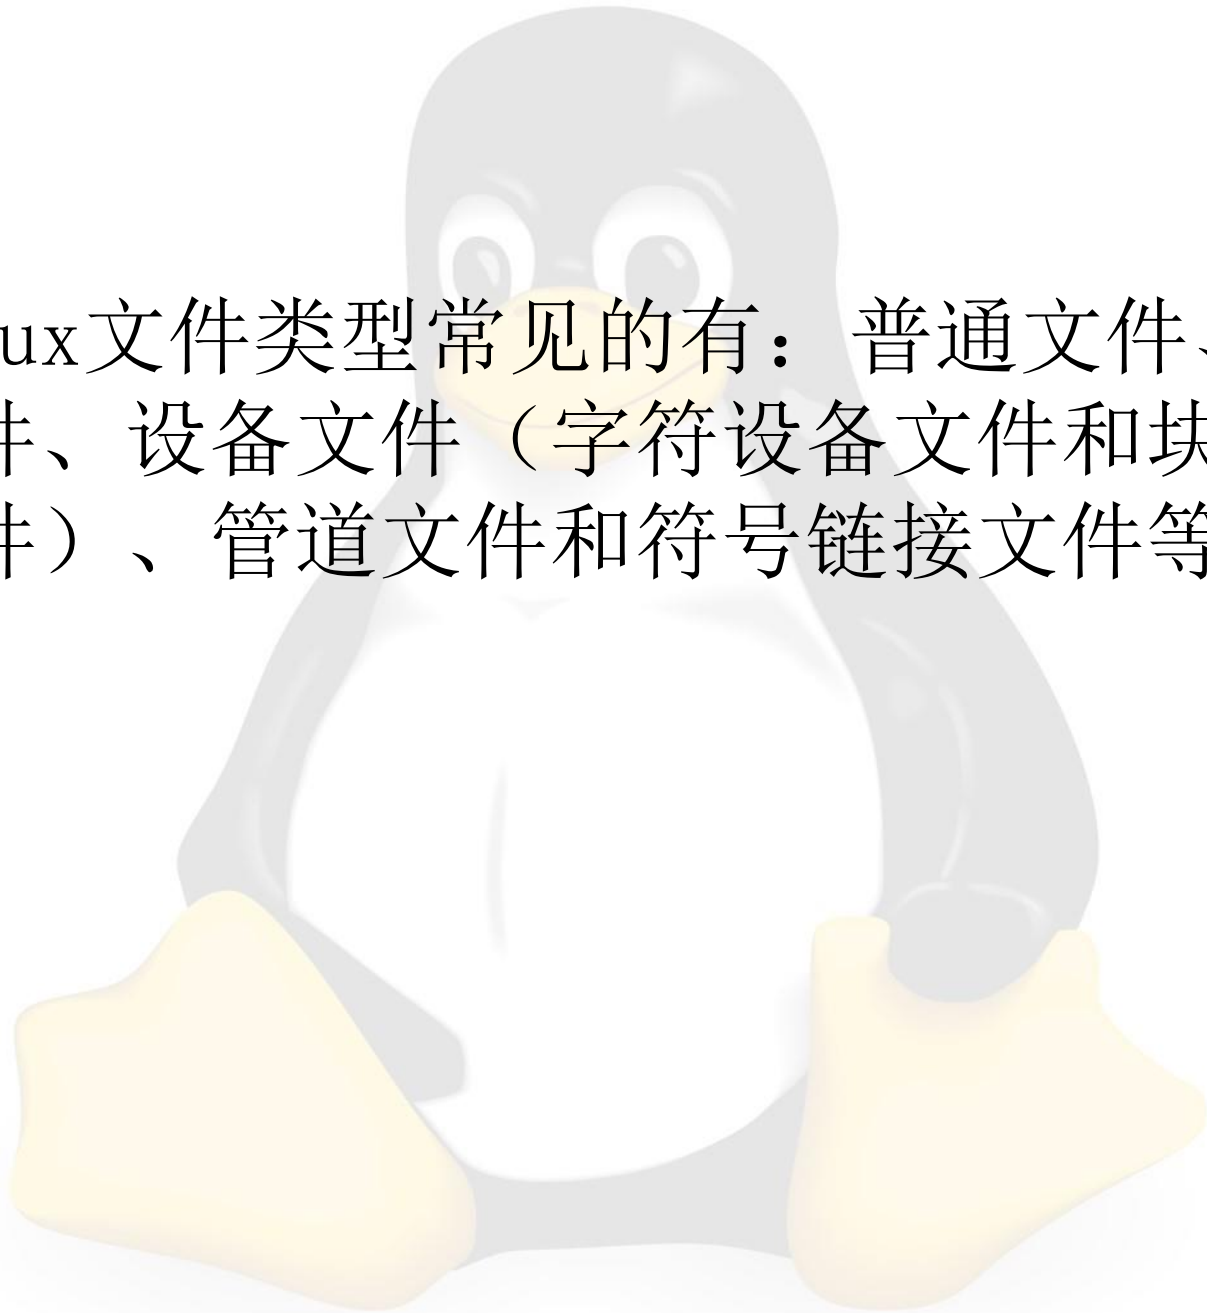 ux文件类型常见的有：普通文件、
件、设备文件（字符设备文件和块
件）、管道文件和符号链接文件等